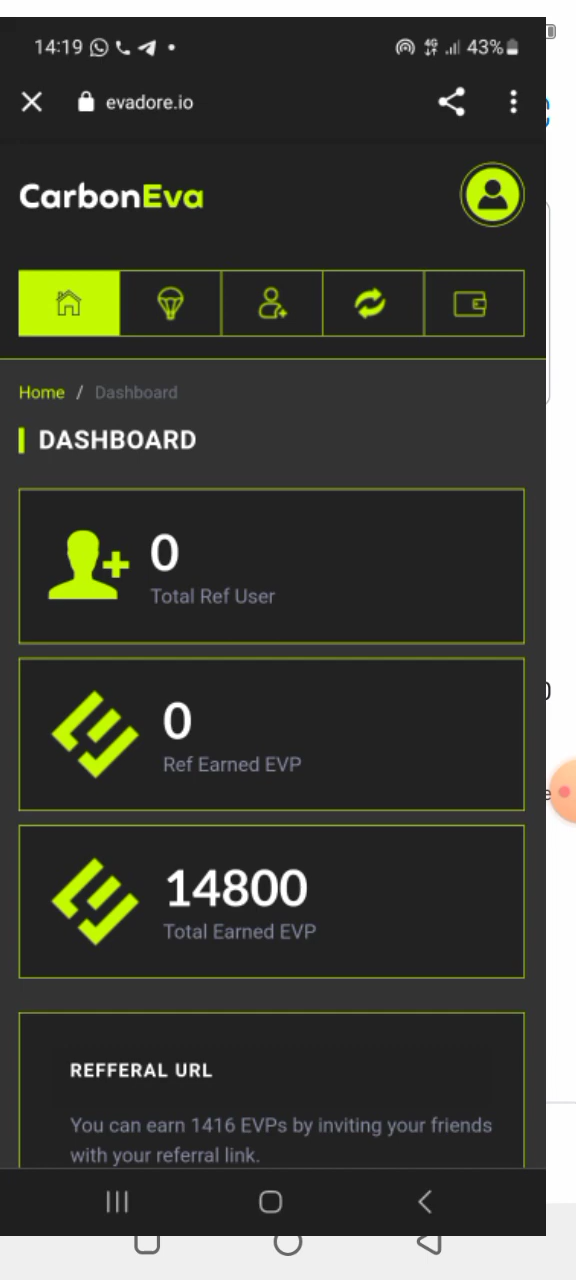 14:19 4G 43%
evadore.io
CarbonEva
Home / Dashboard
DASHBOARD
0
Total Ref User
0
Ref Earned EVP
14800
Total Earned EVP
REFFERAL URL
You can earn 1416 EVPs by inviting your friends
with your referral link.